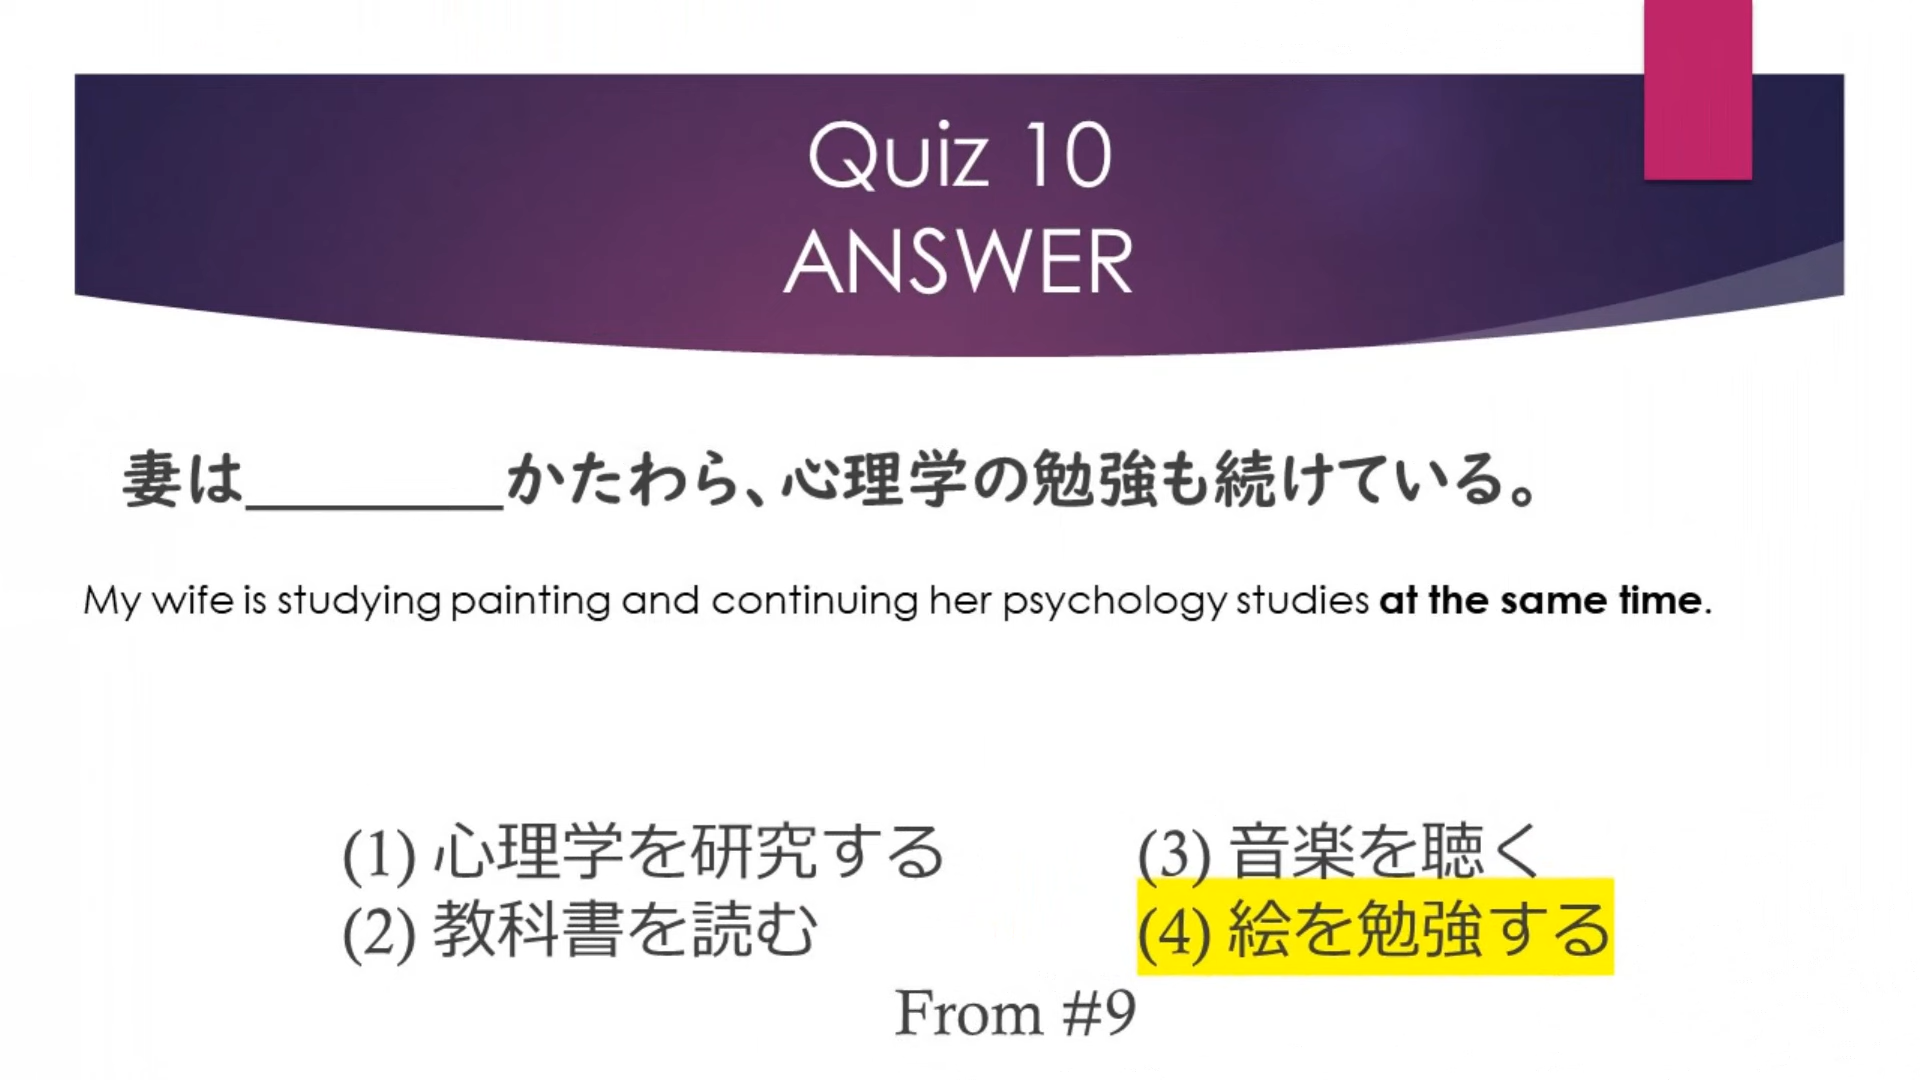 Quiz 10
ANSWER
妻は________かたわら、心理学の勉強も続けている。
My wife is studying painting and continuing her psychology studies at the same time.
(1) 心理学を研究する
(2) 教科書を読む
(3) 音楽を聴く
(4) 絵を勉強する
From #9